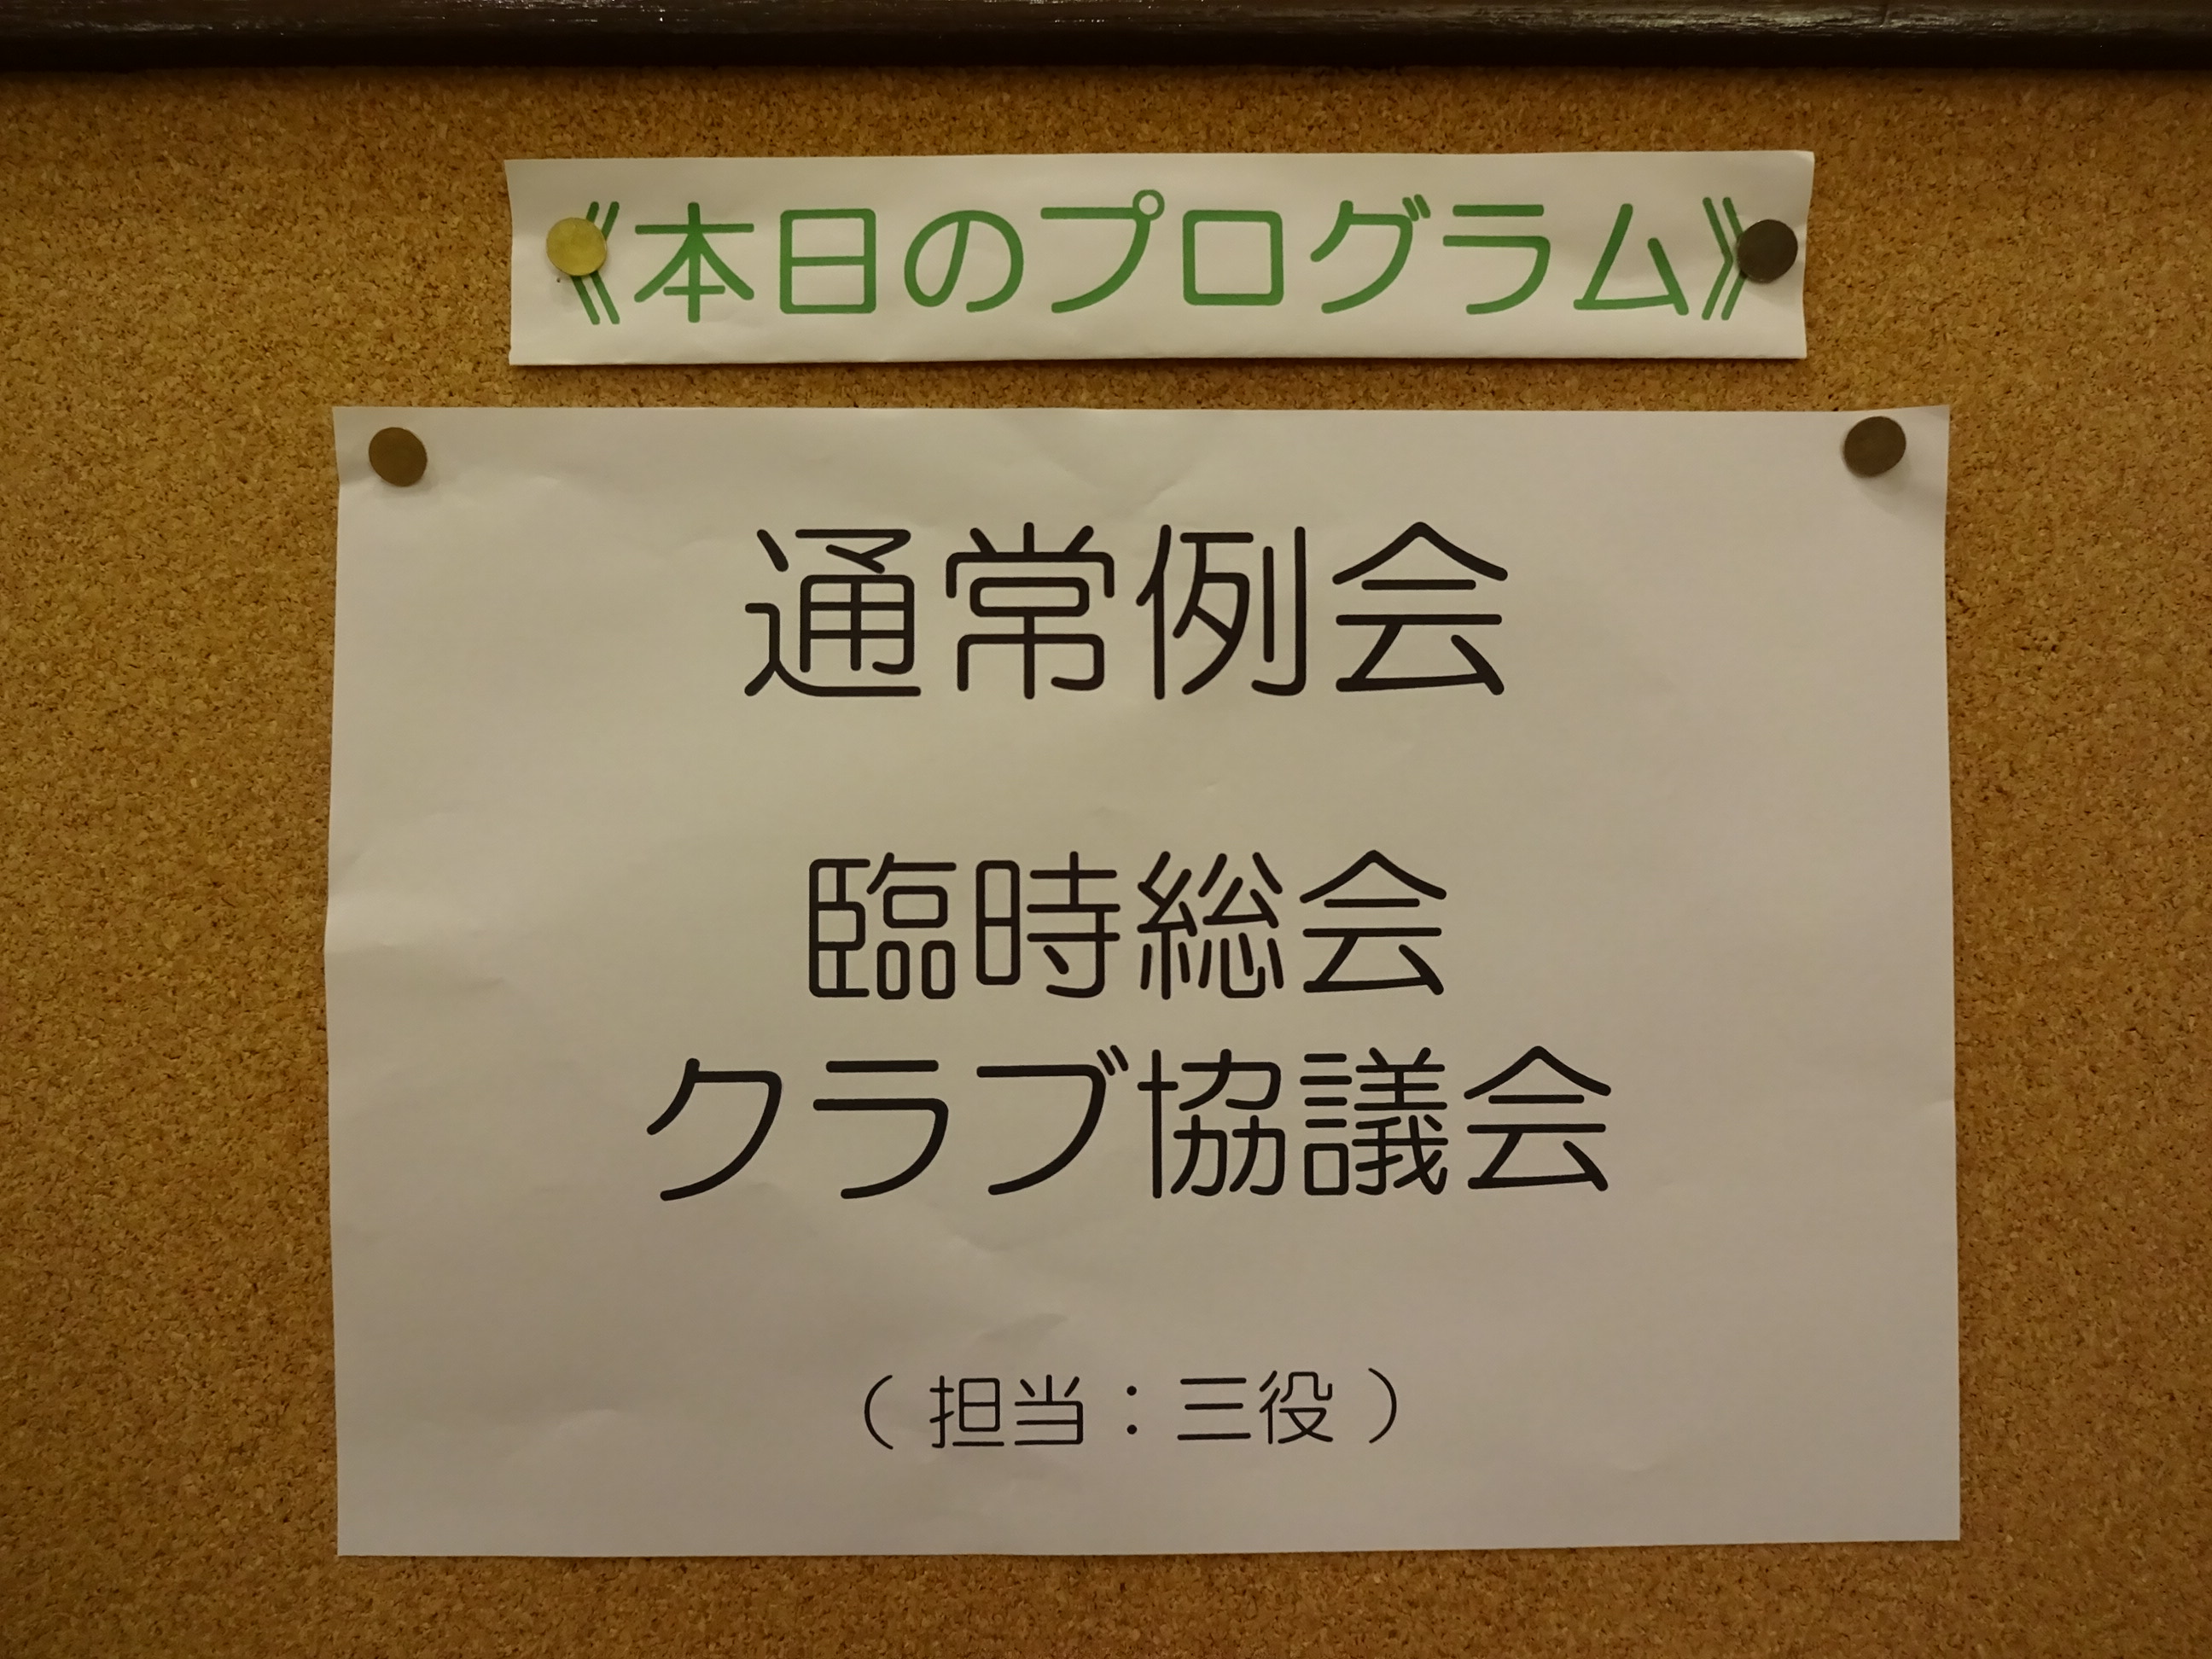 《本日のプログラム》
通常例会
臨時総会
クラブ協議会
（ 担当：三役 ）